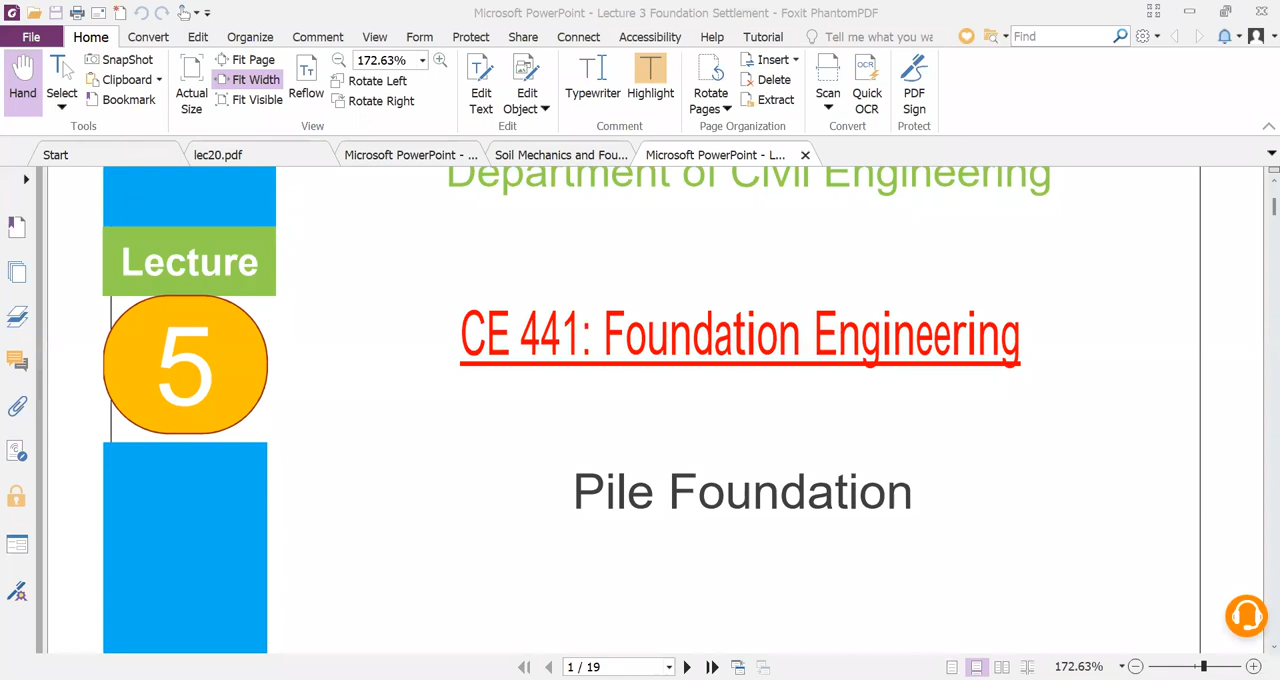 Microsoft PowerPoint - Lecture 3 Foundation Settlement - Foxit PhantomPDF
File Home Convert Edit Organize Comment View Form Protect Share Connect Accessibility Help Tutorial Tell me what you wa Find
Hand
Select
SnapShot
Clipboard
Bookmark
Tools
Actual Size
Fit Page
Fit Width
Fit Visible
Reflow
172.63%
Rotate Left
Rotate Right
View
Edit Text
Edit Object
Edit
Typewriter
Highlight
Comment
Rotate Pages
Insert
Delete
Extract
Page Organization
Scan
OCR
Quick OCR
Convert
PDF Sign
Protect
Start lec20.pdf Microsoft PowerPoint - ... Soil Mechanics and Fou... Microsoft PowerPoint - L...
Department of Civil Engineering
Lecture
5
CE 441: Foundation Engineering
Pile Foundation
1 / 19
172.63%